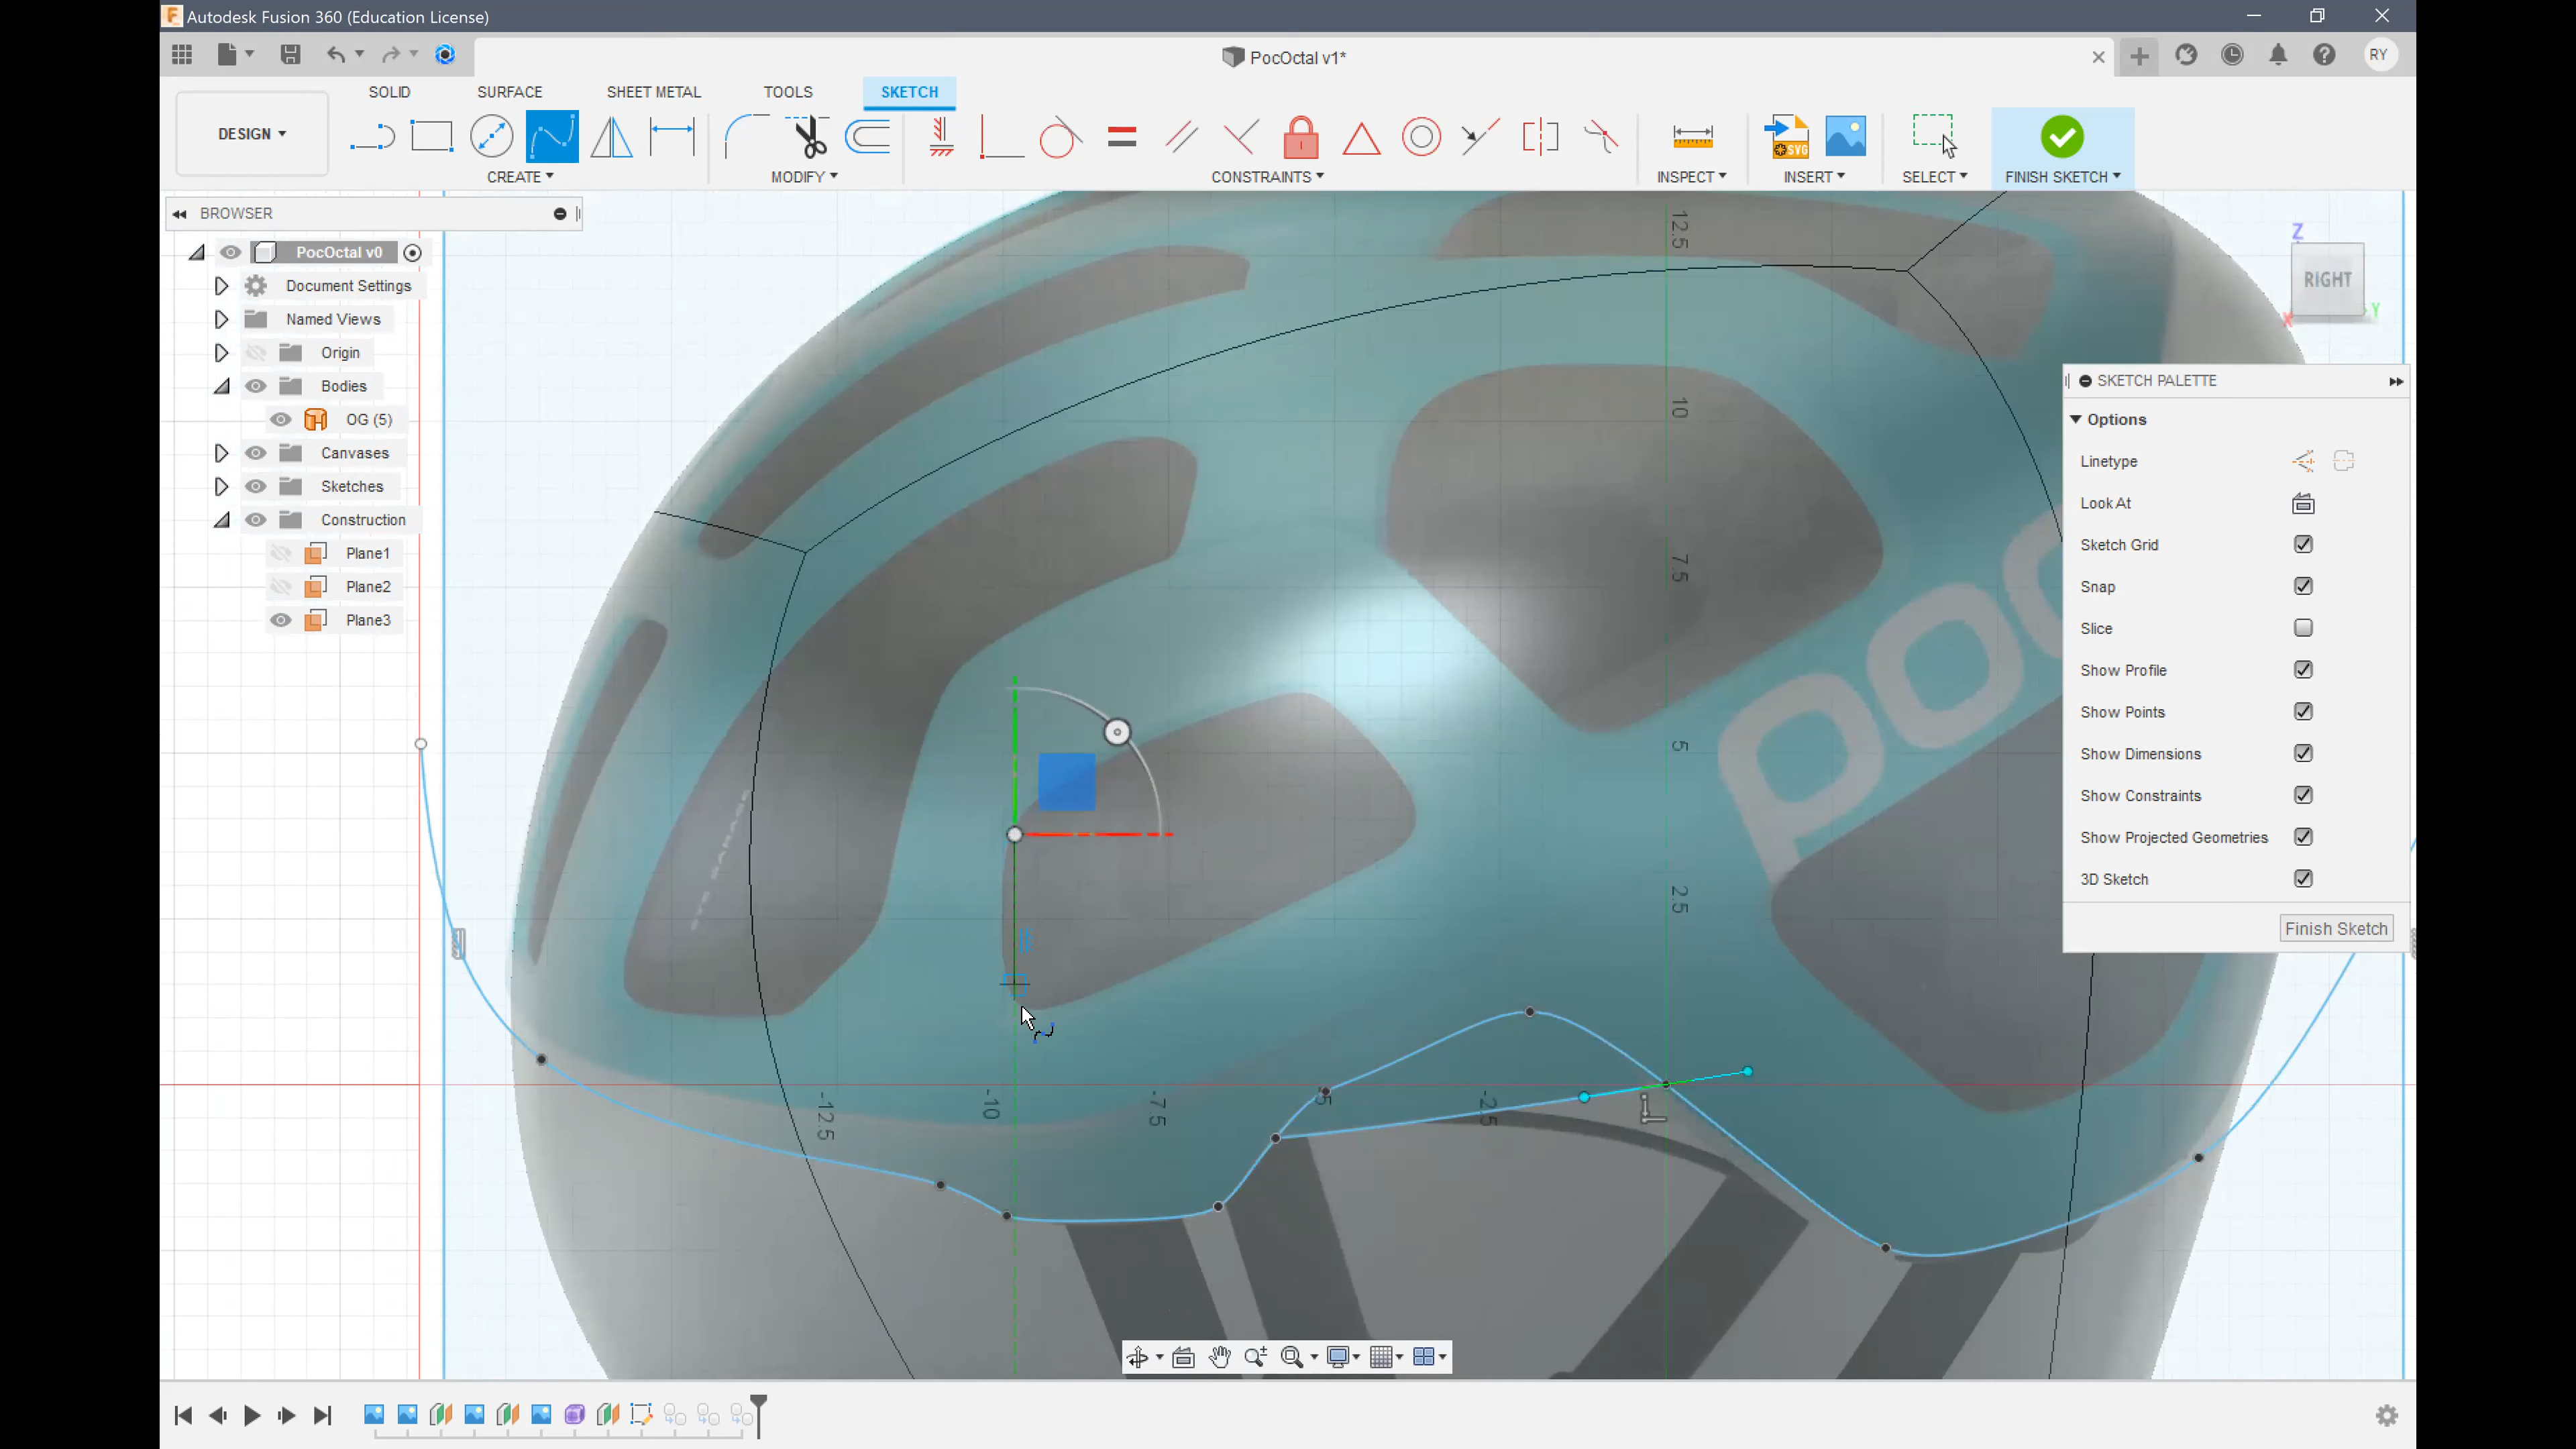 Autodesk Fusion 360 (Education License)
PocOctal v1*
RY
DESIGN
SOLID
SURFACE
SHEET METAL
TOOLS
SKETCH
CREATE
MODIFY
CONSTRAINTS
INSPECT
SVG
INSERT
SELECT
FINISH SKETCH
BROWSER
PocOctal v0
Document Settings
Named Views
Origin
Bodies
OG (5)
Canvases
Sketches
Construction
Plane1
Plane2
Plane3
Z
RIGHT
X
Y
SKETCH PALETTE
Options
Linetype
Look At
Sketch Grid
Snap
Slice
Show Profile
Show Points
Show Dimensions
Show Constraints
Show Projected Geometries
3D Sketch
Finish Sketch
12.5
10
7.5
5
2.5
-12.5
-10
-7.5
-2.5
POC